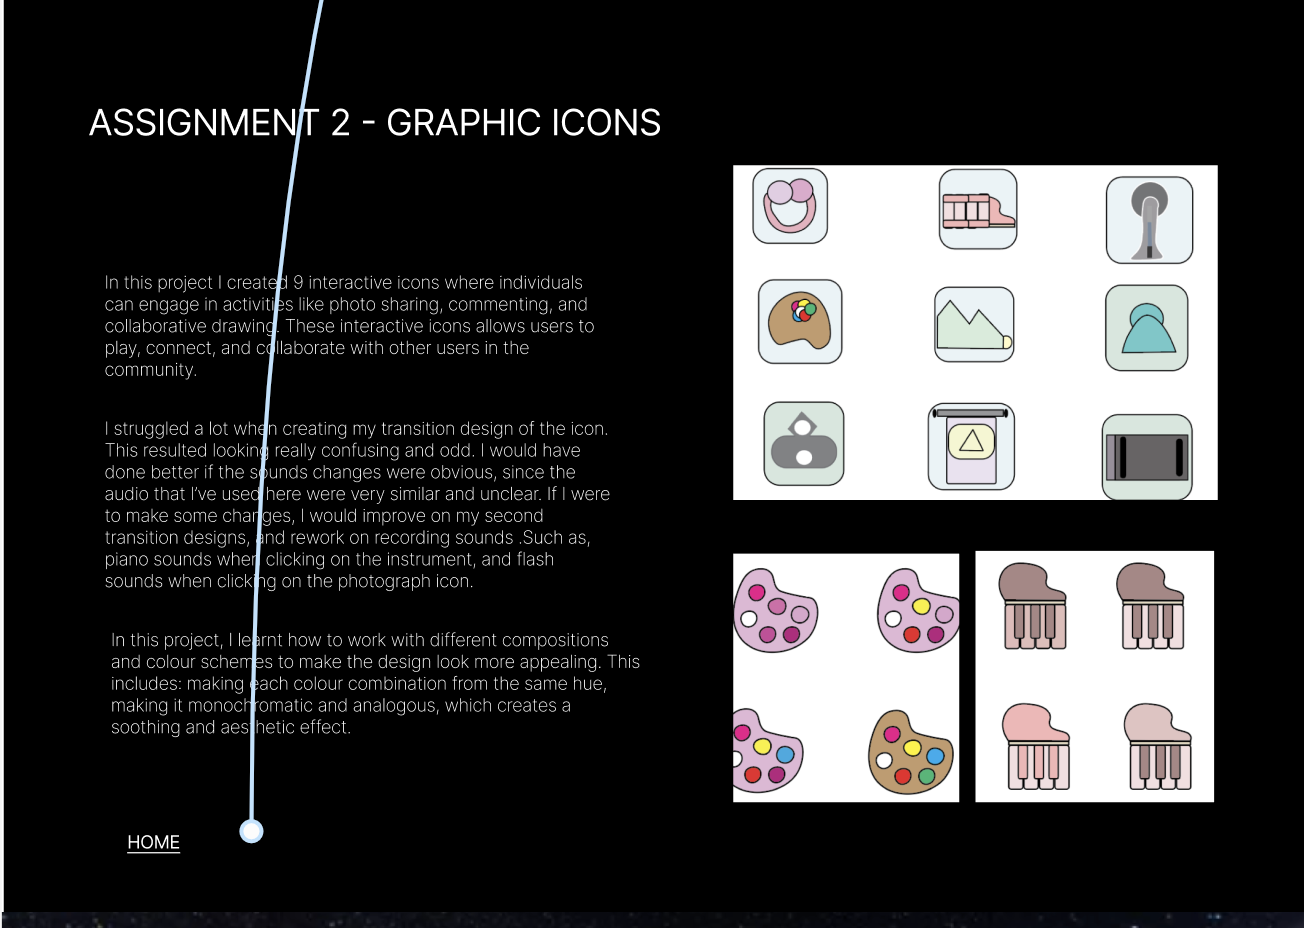 ASSIGNMENT 2 - GRAPHIC ICONS
In this project I created 9 interactive icons where individuals
can engage in activities like photo sharing, commenting, and
collaborative drawing. These interactive icons allows users to
play, connect, and collaborate with other users in the
community.
I struggled a lot when creating my transition design of the icon.
This resulted looking really confusing and odd. I would have
done better if the sounds changes were obvious, since the
audio that I've used here were very similar and unclear. If I were
to make some changes, I would improve on my second
transition designs, and rework on recording sounds .Such as,
piano sounds when clicking on the instrument, and flash
sounds when clicking on the photograph icon.
In this project, I learnt how to work with different compositions
and colour schemes to make the design look more appealing. This
includes: making each colour combination from the same hue,
making it monochromatic and analogous, which creates a
soothing and aesthetic effect.
HOME